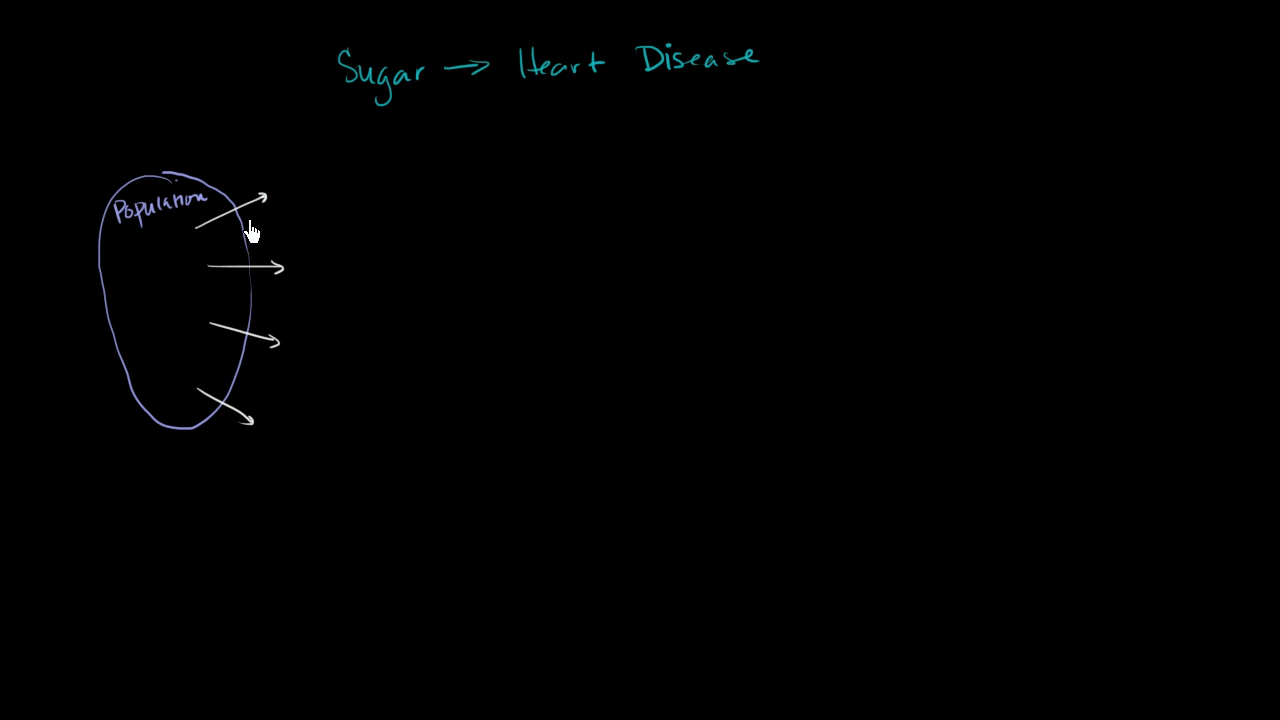 Sugar → Heart Disease
Population